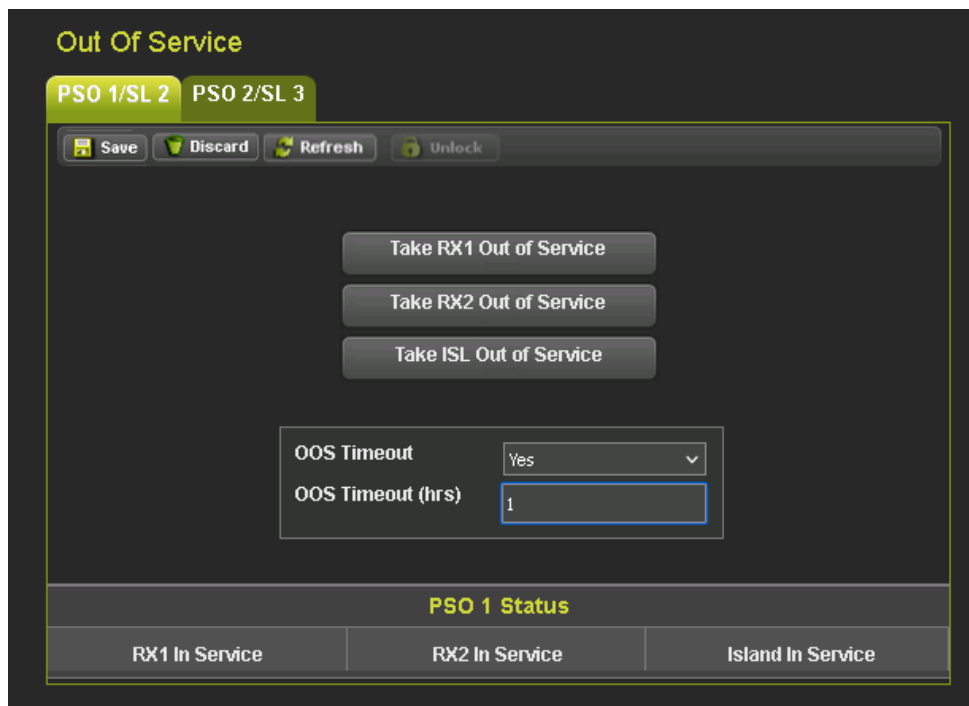 Out Of Service
PSO 1/SL 2 PSO 2/SL 3
Save Discard Refresh Unlock
Take RX1 Out of Service
Take RX2 Out of Service
Take ISL Out of Service
OOS Timeout Yes
OOS Timeout (hrs) 1
PSO 1 Status
RX1 In Service RX2 In Service Island In Service